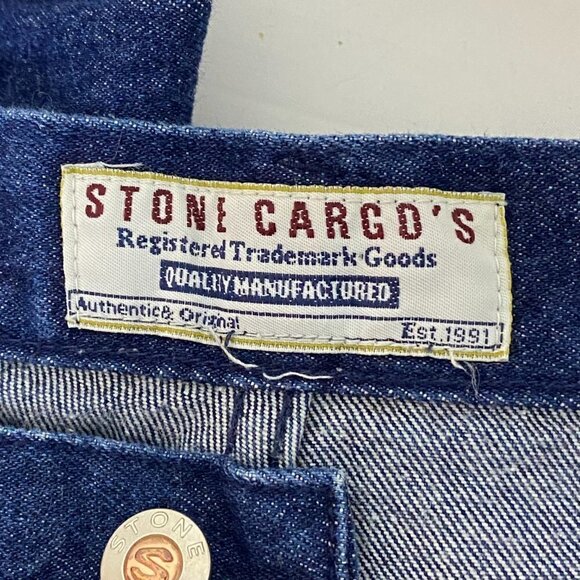 STONE CARGO'S
Registered Trademark Goods
QUALITY MANUFACTURED
Authentic & Original
Est.1991
STONE
S